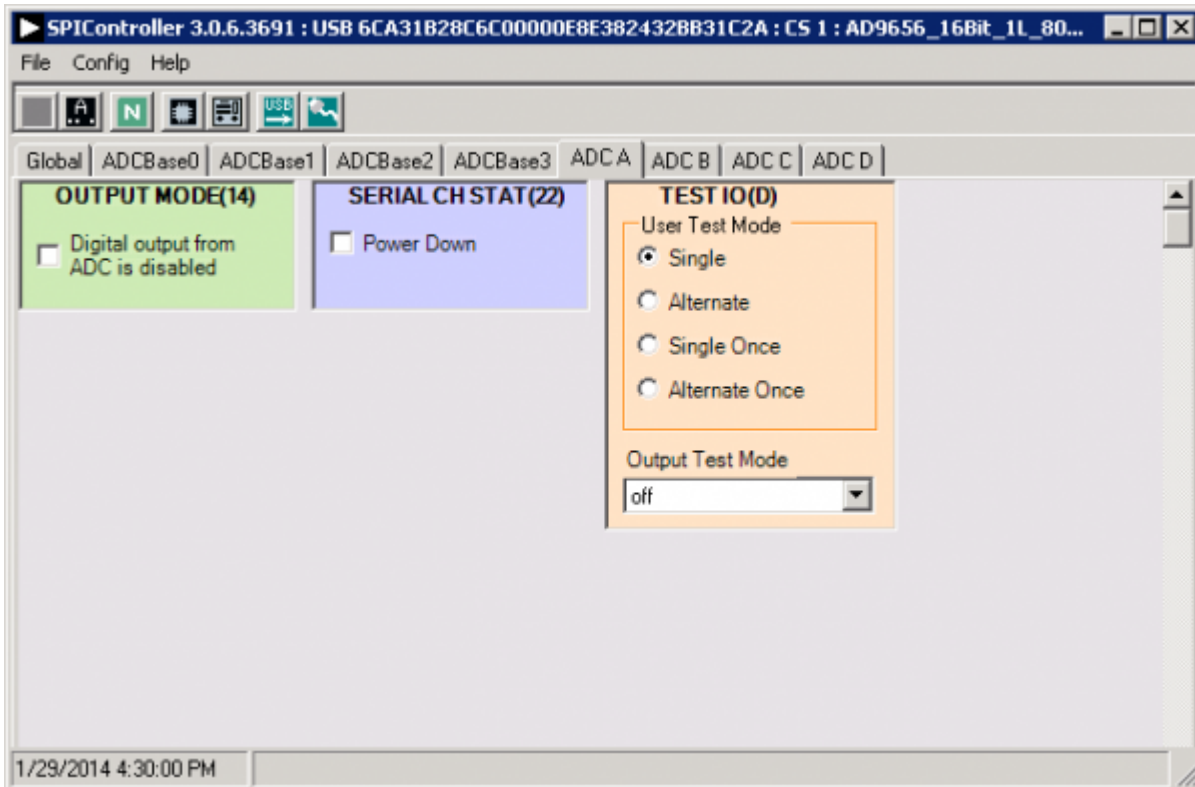 SPIController 3.0.6.3691 : USB 6CA31B28C6C00000E8E382432BB31C2A : CS 1 : AD9656_16Bit_1L_80...
File Config Help
A
N
USB
Global ADCBase0 ADCBase1 ADCBase2 ADCBase3 ADC A ADC B ADC C ADC D
OUTPUT MODE(14)
Digital output from
ADC is disabled
SERIAL CH STAT(22)
Power Down
TEST IO(D)
User Test Mode
Single
Alternate
Single Once
Alternate Once
Output Test Mode
off
1/29/2014 4:30:00 PM